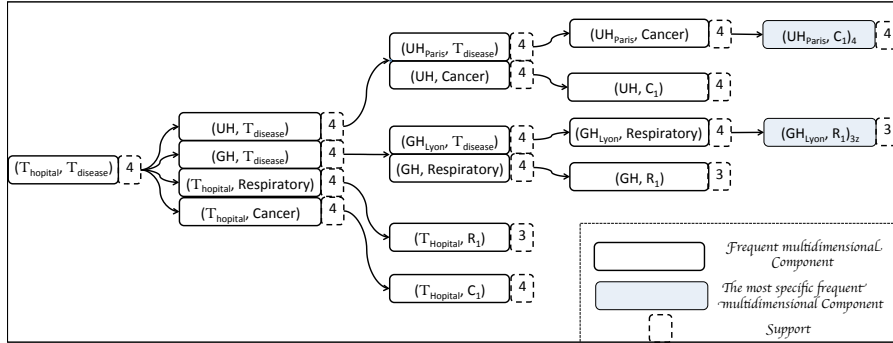 (T_hopital, T_disease) 4
(UH, T_disease) 4
(GH, T_disease) 4
(T_hopital, Respiratory) 4
(T_hopital, Cancer) 4
(UH_Paris, T_disease) 4
(UH, Cancer) 4
(GH_Lyon, T_disease) 4
(GH, Respiratory) 4
(T_Hopital, R_1) 3
(T_Hopital, C_1) 4
(UH_Paris, Cancer) 4
(UH, C_1) 4
(GH_Lyon, Respiratory) 4
(GH, R_1) 3
(UH_Paris, C_1)_4 4
(GH_Lyon, R_1)_3z 3
Frequent multidimensional
Component
The most specific frequent
multidimensional Component
Support